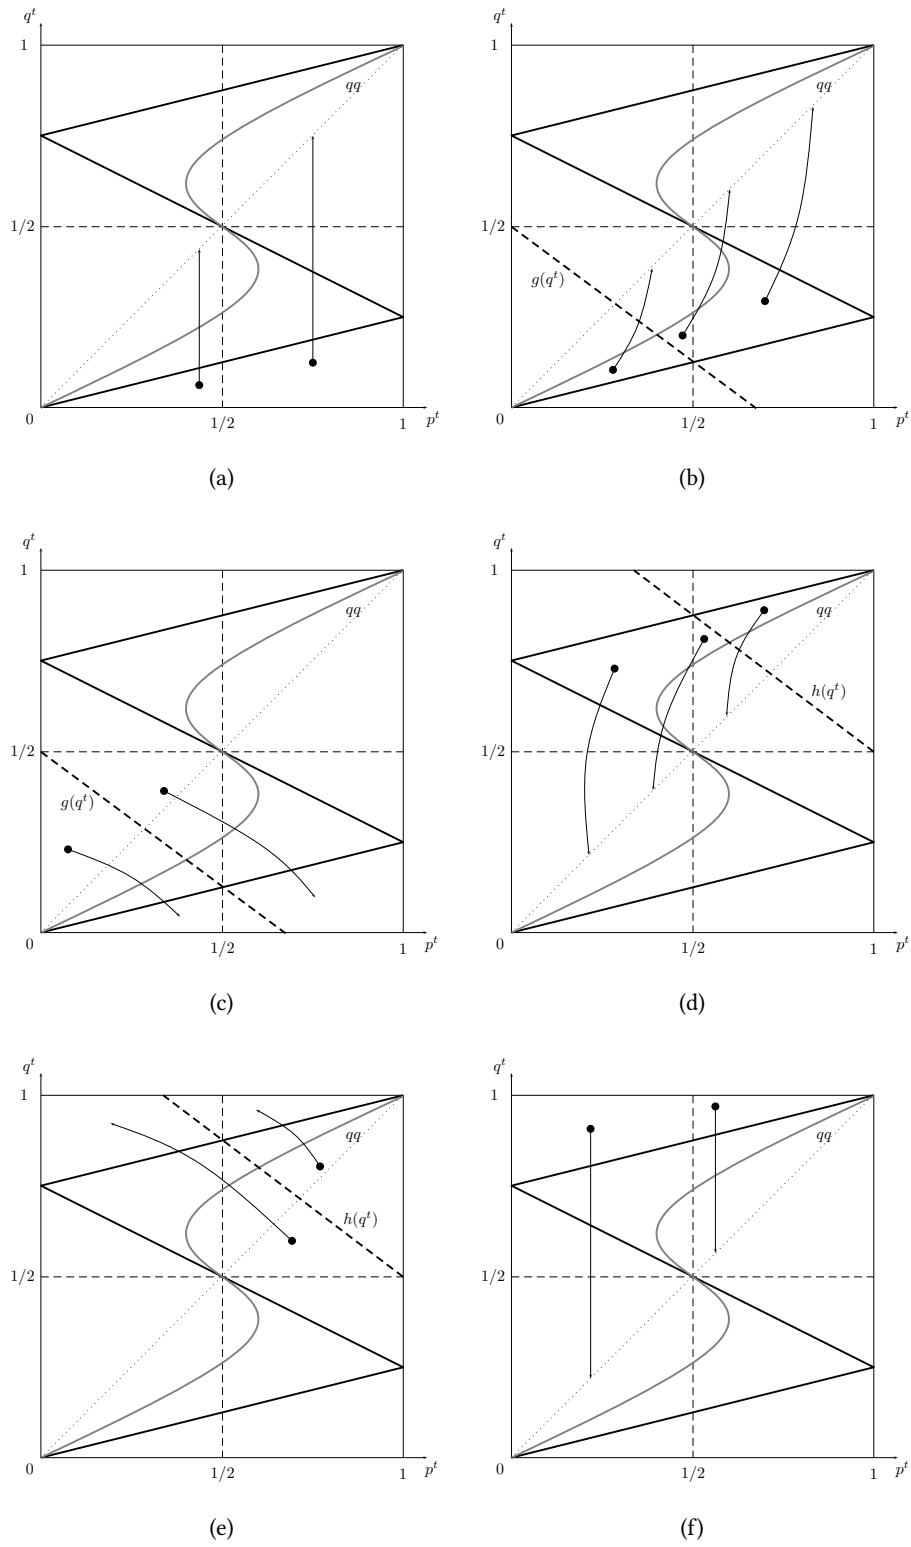 q^t q^t
1 qq 1 qq
1/2 1/2 g(q^t)
0 1/2 1 p^t 0 1/2 1 p^t
(a) (b)
q^t q^t
1 qq 1 qq
h(q^t)
1/2 g(q^t) 1/2
0 1/2 1 p^t 0 1/2 1 p^t
(c) (d)
q^t q^t
1 qq 1 qq
h(q^t)
1/2 1/2
0 1/2 1 p^t 0 1/2 1 p^t
(e) (f)